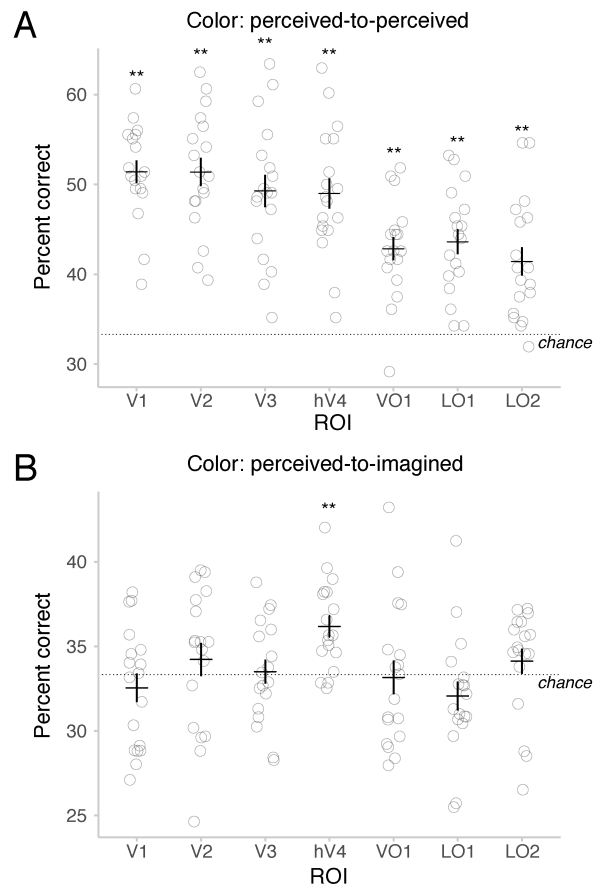 A
Color: perceived-to-perceived
** ** ** ** ** ** **
Percent correct
60
50
40
30
chance
V1 V2 V3 hV4 VO1 LO1 LO2
ROI
B
Color: perceived-to-imagined
**
Percent correct
40
35
30
25
chance
V1 V2 V3 hV4 VO1 LO1 LO2
ROI